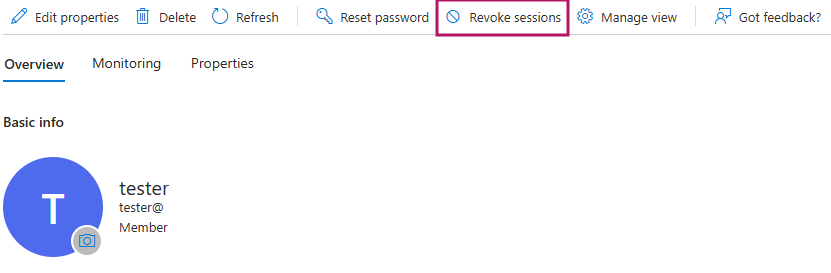 Edit properties Delete Refresh Reset password Revoke sessions Manage view Got feedback?
Overview Monitoring Properties
Basic info
T
tester
tester@
Member